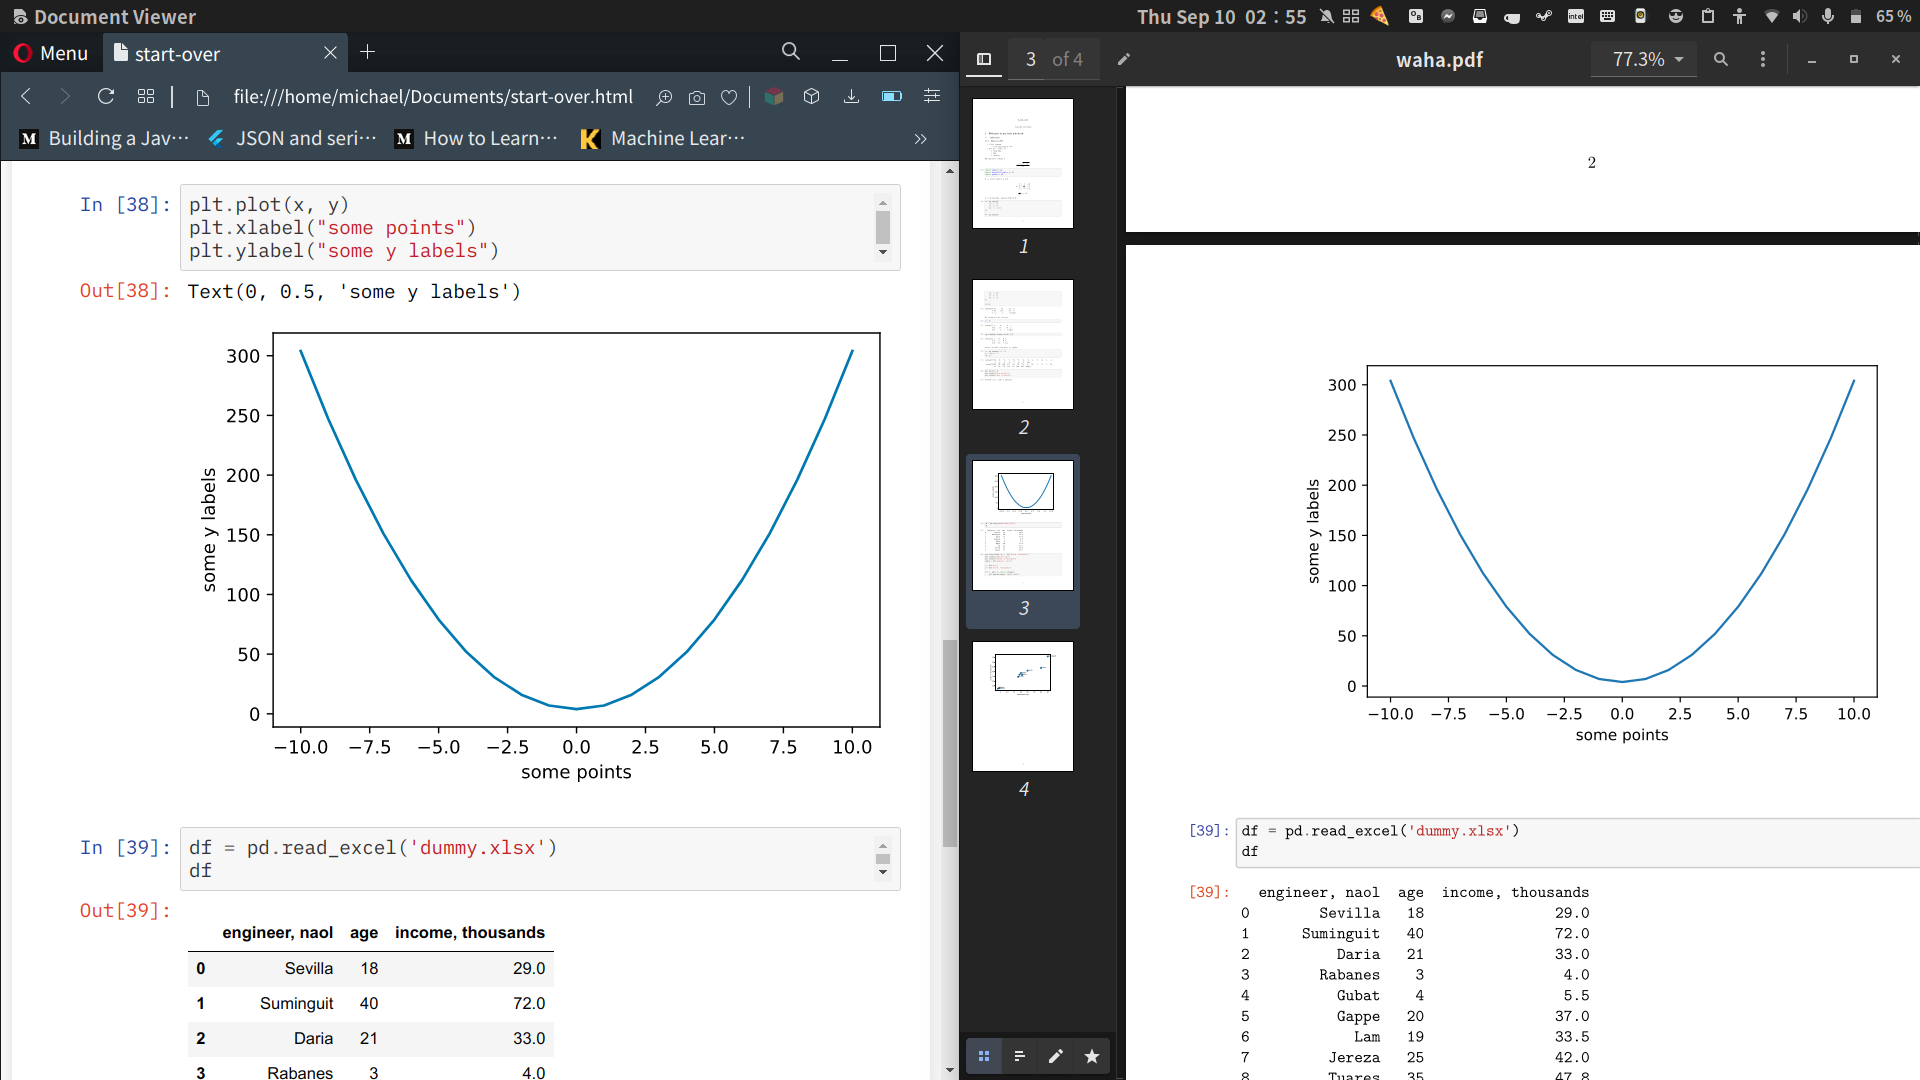 Document Viewer
Thu Sep 10 02 : 55
65 %
Menu
start-over
file:///home/michael/Documents/start-over.html
Building a Jav···
JSON and seri···
How to Learn···
Machine Lear···
In [38]:
plt.plot(x, y)
plt.xlabel("some points")
plt.ylabel("some y labels")
Out[38]:
Text(0, 0.5, 'some y labels')
300
250
200
150
100
50
0
some y labels
−10.0 −7.5 −5.0 −2.5 0.0 2.5 5.0 7.5 10.0
some points
In [39]:
df = pd.read_excel('dummy.xlsx')
df
Out[39]:
engineer, naol age income, thousands
0 Sevilla 18 29.0
1 Suminguit 40 72.0
2 Daria 21 33.0
3 Rabanes 3 4.0
3 of 4
waha.pdf
77.3%
1
2
3
4
2
300
250
200
150
100
50
0
some y labels
−10.0 −7.5 −5.0 −2.5 0.0 2.5 5.0 7.5 10.0
some points
[39]:
df = pd.read_excel('dummy.xlsx')
df
[39]:
engineer, naol age income, thousands
0 Sevilla 18 29.0
1 Suminguit 40 72.0
2 Daria 21 33.0
3 Rabanes 3 4.0
4 Gubat 4 5.5
5 Gappe 20 37.0
6 Lam 19 33.5
7 Jereza 25 42.0
8 Tuares 35 47.8